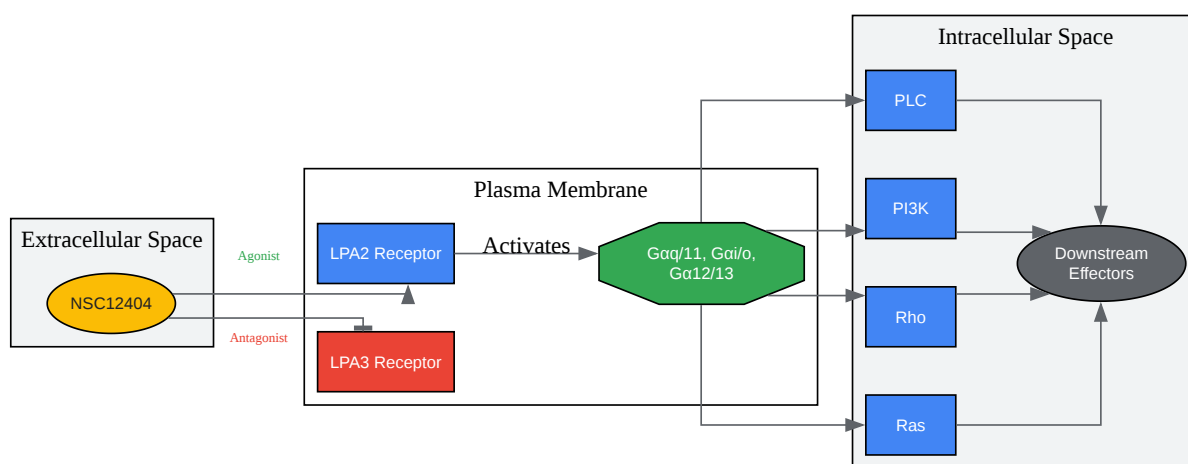 Extracellular Space
NSC12404
Agonist
Antagonist
Plasma Membrane
LPA2 Receptor
Activates
Gαq/11, Gαi/o,
Gα12/13
LPA3 Receptor
Intracellular Space
PLC
PI3K
Rho
Ras
Downstream
Effectors